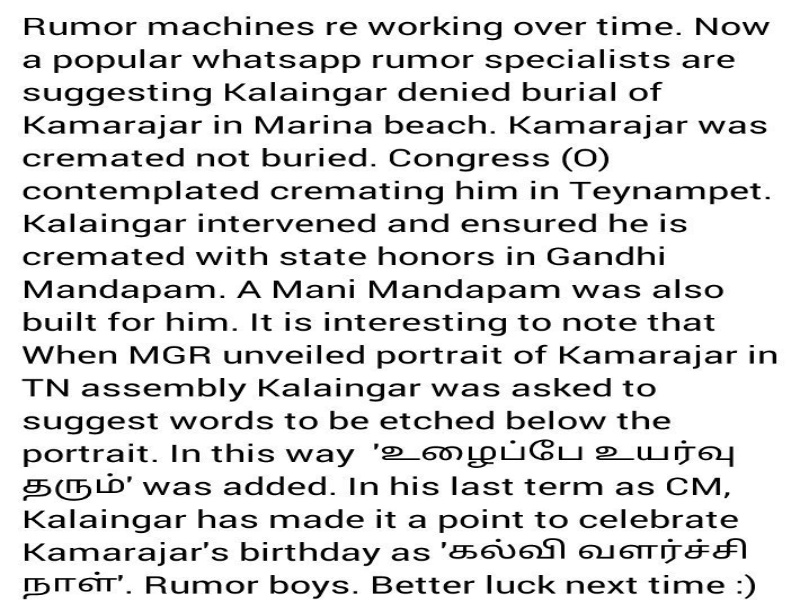 Rumor machines re working over time. Now
a popular whatsapp rumor specialists are
suggesting Kalaingar denied burial of
Kamarajar in Marina beach. Kamarajar was
cremated not buried. Congress (O)
contemplated cremating him in Teynampet.
Kalaingar intervened and ensured he is
cremated with state honors in Gandhi
Mandapam. A Mani Mandapam was also
built for him. It is interesting to note that
When MGR unveiled portrait of Kamarajar in
TN assembly Kalaingar was asked to
suggest words to be etched below the
portrait. In this way 'உழைப்பே உயர்வு
தரும்' was added. In his last term as CM,
Kalaingar has made it a point to celebrate
Kamarajar's birthday as 'கல்வி வளர்ச்சி
நாள்'. Rumor boys. Better luck next time :)